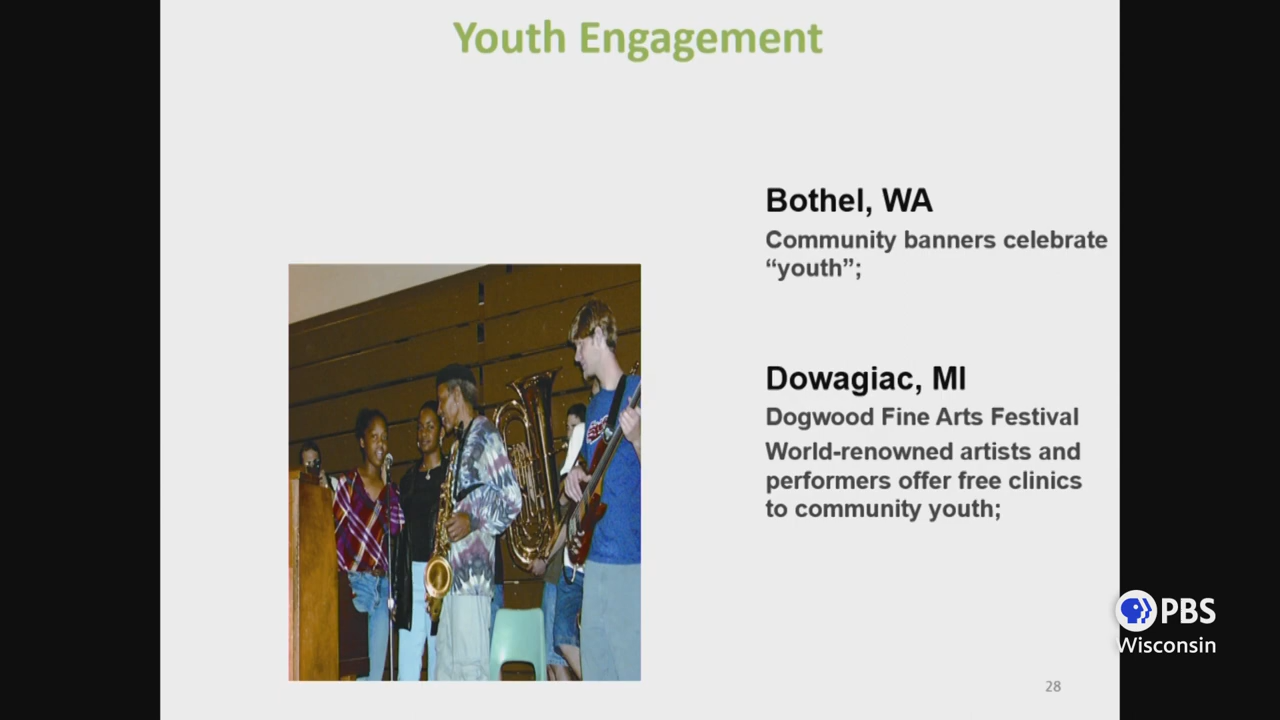 Youth Engagement
Bothel, WA
Community banners celebrate
“youth”;
Dowagiac, MI
Dogwood Fine Arts Festival
World-renowned artists and
performers offer free clinics
to community youth;
PBS
Wisconsin
28